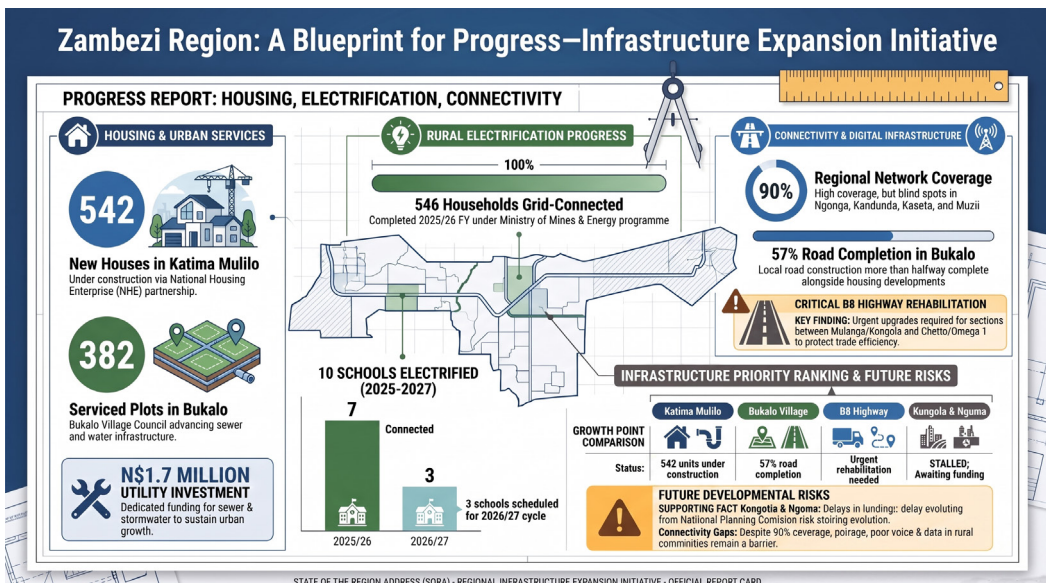 Zambezi Region: A Blueprint for Progress—Infrastructure Expansion Initiative
PROGRESS REPORT: HOUSING, ELECTRIFICATION, CONNECTIVITY
HOUSING & URBAN SERVICES
542
New Houses in Katima Mulilo
Under construction via National Housing
Enterprise (NHE) partnership.
382
Serviced Plots in Bukalo
Bukalo Village Council advancing sewer
and water infrastructure.
N$1.7 MILLION
UTILITY INVESTMENT
Dedicated funding for sewer &
stormwater to sustain urban
growth.
RURAL ELECTRIFICATION PROGRESS
100%
546 Households Grid-Connected
Completed 2025/26 FY under Ministry of Mines & Energy programme
10 SCHOOLS ELECTRIFIED
(2025-2027)
7
Connected
3
3 schools scheduled
for 2026/27 cycle
2025/26
2026/27
CONNECTIVITY & DIGITAL INFRASTRUCTURE
90%
Regional Network Coverage
High coverage, but blind spots in
Ngonga, Kandunda, Kaseta, and Muzii
57% Road Completion in Bukalo
Local road construction more than halfway complete
alongside housing developments
CRITICAL B8 HIGHWAY REHABILITATION
KEY FINDING: Urgent upgrades required for sections
between Mulanga/Kongola and Chetto/Omega 1
to protect trade efficiency.
INFRASTRUCTURE PRIORITY RANKING & FUTURE RISKS
Katima Mulilo
Bukalo Village
B8 Highway
Kungola & Nguma
GROWTH POINT
COMPARISON
Status:
542 units under
construction
57% road
completion
Urgent
rehabilitation
needed
STALLED;
Awaiting funding
FUTURE DEVELOPMENTAL RISKS
SUPPORTING FACT Kongotia & Ngoma: Delays in lunding: delay evoluting
from National Planning Comision risk stoiring evolution.
Connectivity Gaps: Despite 90% coverage, poirage, poor voice & data in rural
comminities remain a barrier.
STATE OF THE REGION ADDRESS (SORA) - REGIONAL INFRASTRUCTURE EXPANSION INITIATIVE - OFFICIAL REPORT CARD